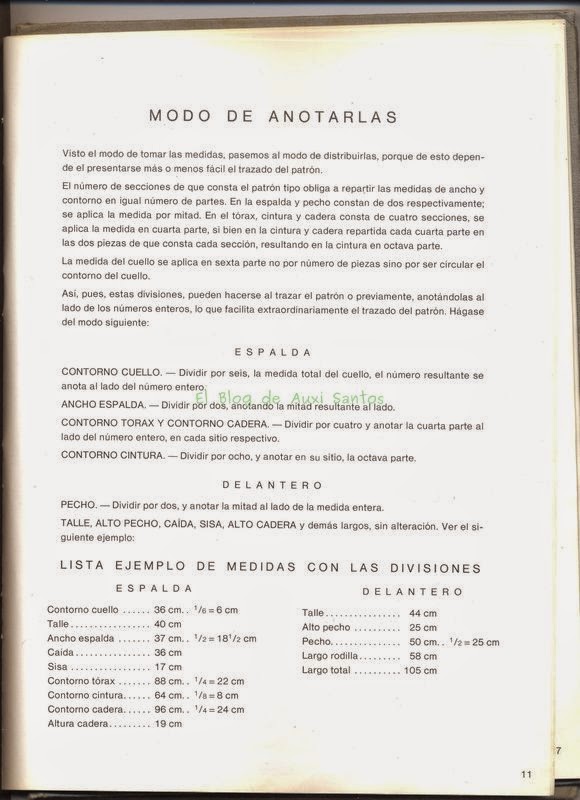 MODO DE ANOTARLAS
Visto el modo de tomar las medidas, pasemos al modo de distribuirlas, porque de esto depen-
de el presentarse más o menos fácil el trazado del patrón.
El número de secciones de que consta el patrón tipo obliga a repartir las medidas de ancho y
contorno en igual número de partes. En la espalda y pecho constan de dos respectivamente;
se aplica la medida por mitad. En el tórax, cintura y cadera consta de cuatro secciones, se
aplica la medida en cuarta parte, si bien en la cintura y cadera repartida cada cuarta parte en
las dos piezas de que consta cada sección, resultando en la cintura en octava parte.
La medida del cuello se aplica en sexta parte no por número de piezas sino por ser circular el
contorno del cuello.
Así, pues, estas divisiones, pueden hacerse al trazar el patrón o previamente, anotándolas al
lado de los números enteros, lo que facilita extraordinariamente el trazado del patrón. Hágase
del modo siguiente:
ESPALDA
CONTORNO CUELLO. — Dividir por seis, la medida total del cuello, el número resultante se
anota al lado del número entero.
El Blog de Auxi Santos
ANCHO ESPALDA. — Dividir por dos, anotando la mitad resultante al lado.
CONTORNO TORAX Y CONTORNO CADERA. — Dividir por cuatro y anotar la cuarta parte al
lado del número entero, en cada sitio respectivo.
CONTORNO CINTURA. — Dividir por ocho, y anotar en su sitio, la octava parte.
DELANTERO
PECHO. — Dividir por dos, y anotar la mitad al lado de la medida entera.
TALLE, ALTO PECHO, CAÍDA, SISA, ALTO CADERA y demás largos, sin alteración. Ver el si-
guiente ejemplo:
LISTA EJEMPLO DE MEDIDAS CON LAS DIVISIONES
ESPALDA
Contorno cuello ...... 36 cm.. 1/6 = 6 cm
Talle ................ 40 cm
Ancho espalda ....... 37 cm.. 1/2 = 18 1/2 cm
Caída ............... 36 cm
Sisa ................ 17 cm
Contorno tórax ...... 88 cm.. 1/4 = 22 cm
Contorno cintura...... 64 cm.. 1/8 = 8 cm
Contorno cadera...... 96 cm.. 1/4 = 24 cm
Altura cadera......... 19 cm
DELANTERO
Talle ................ 44 cm
Alto pecho .......... 25 cm
Pecho............... 50 cm.. 1/2 = 25 cm
Largo rodilla......... 58 cm
Largo total .......... 105 cm
7
11